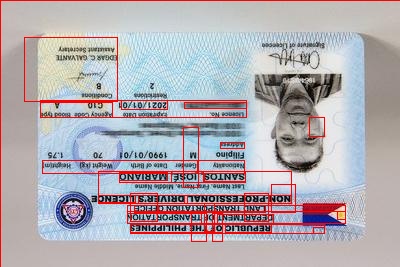 REPUBLIC OF THE PHILIPPINES
DEPARTMENT OF TRANSPORTATION
LAND TRANSPORTATION OFFICE
NON-PROFESSIONAL DRIVER'S LICENSE
Last Name, First Name, Middle Name
SANTOS, JOSE MARIANO
Nationality Gender Date of Birth Weight (kg) Height(m)
Filipino M 1990/01/01 70 1.75
Address
License No. Expiration Date Agency Code Blood Type
2021/01/01 C10 A
Restrictions Conditions
2 B
Signature of Licensee
EDGAR C. GALVANTE
Assistant Secretary